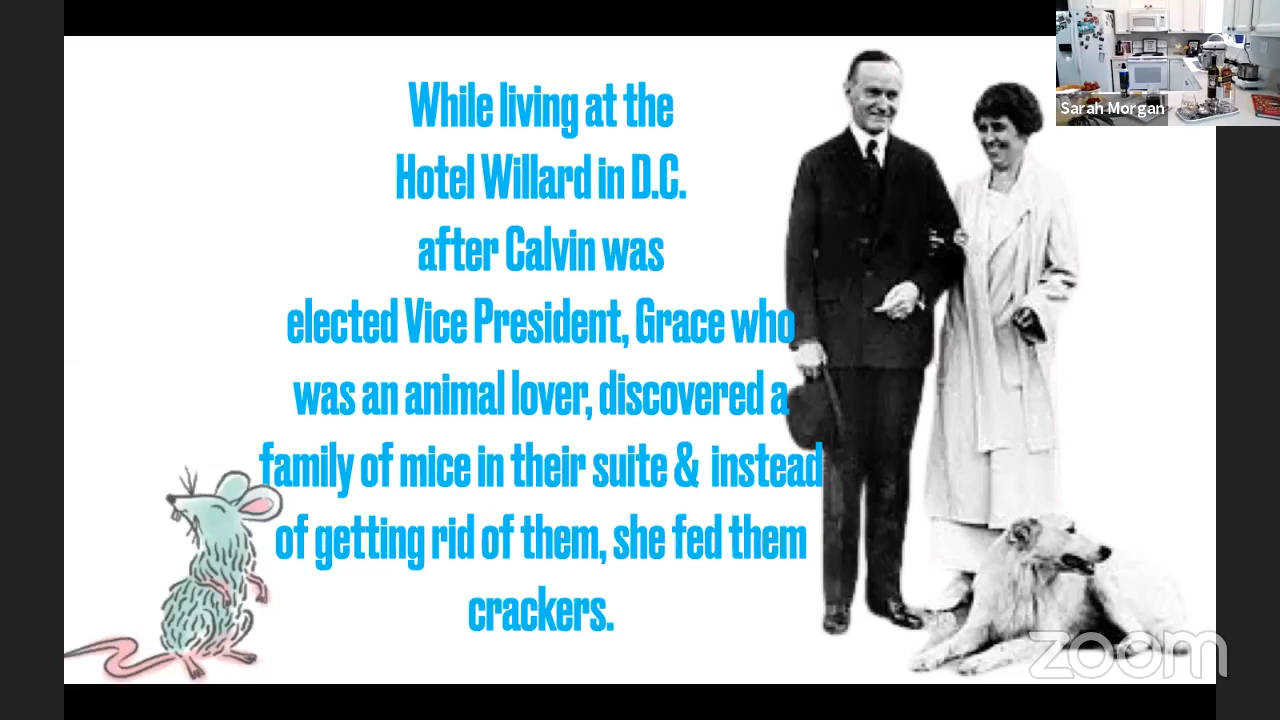 While living at the
Hotel Willard in D.C.
after Calvin was
elected Vice President, Grace who
was an animal lover, discovered a
family of mice in their suite & instead
of getting rid of them, she fed them
crackers.
Sarah Morgan
zoom